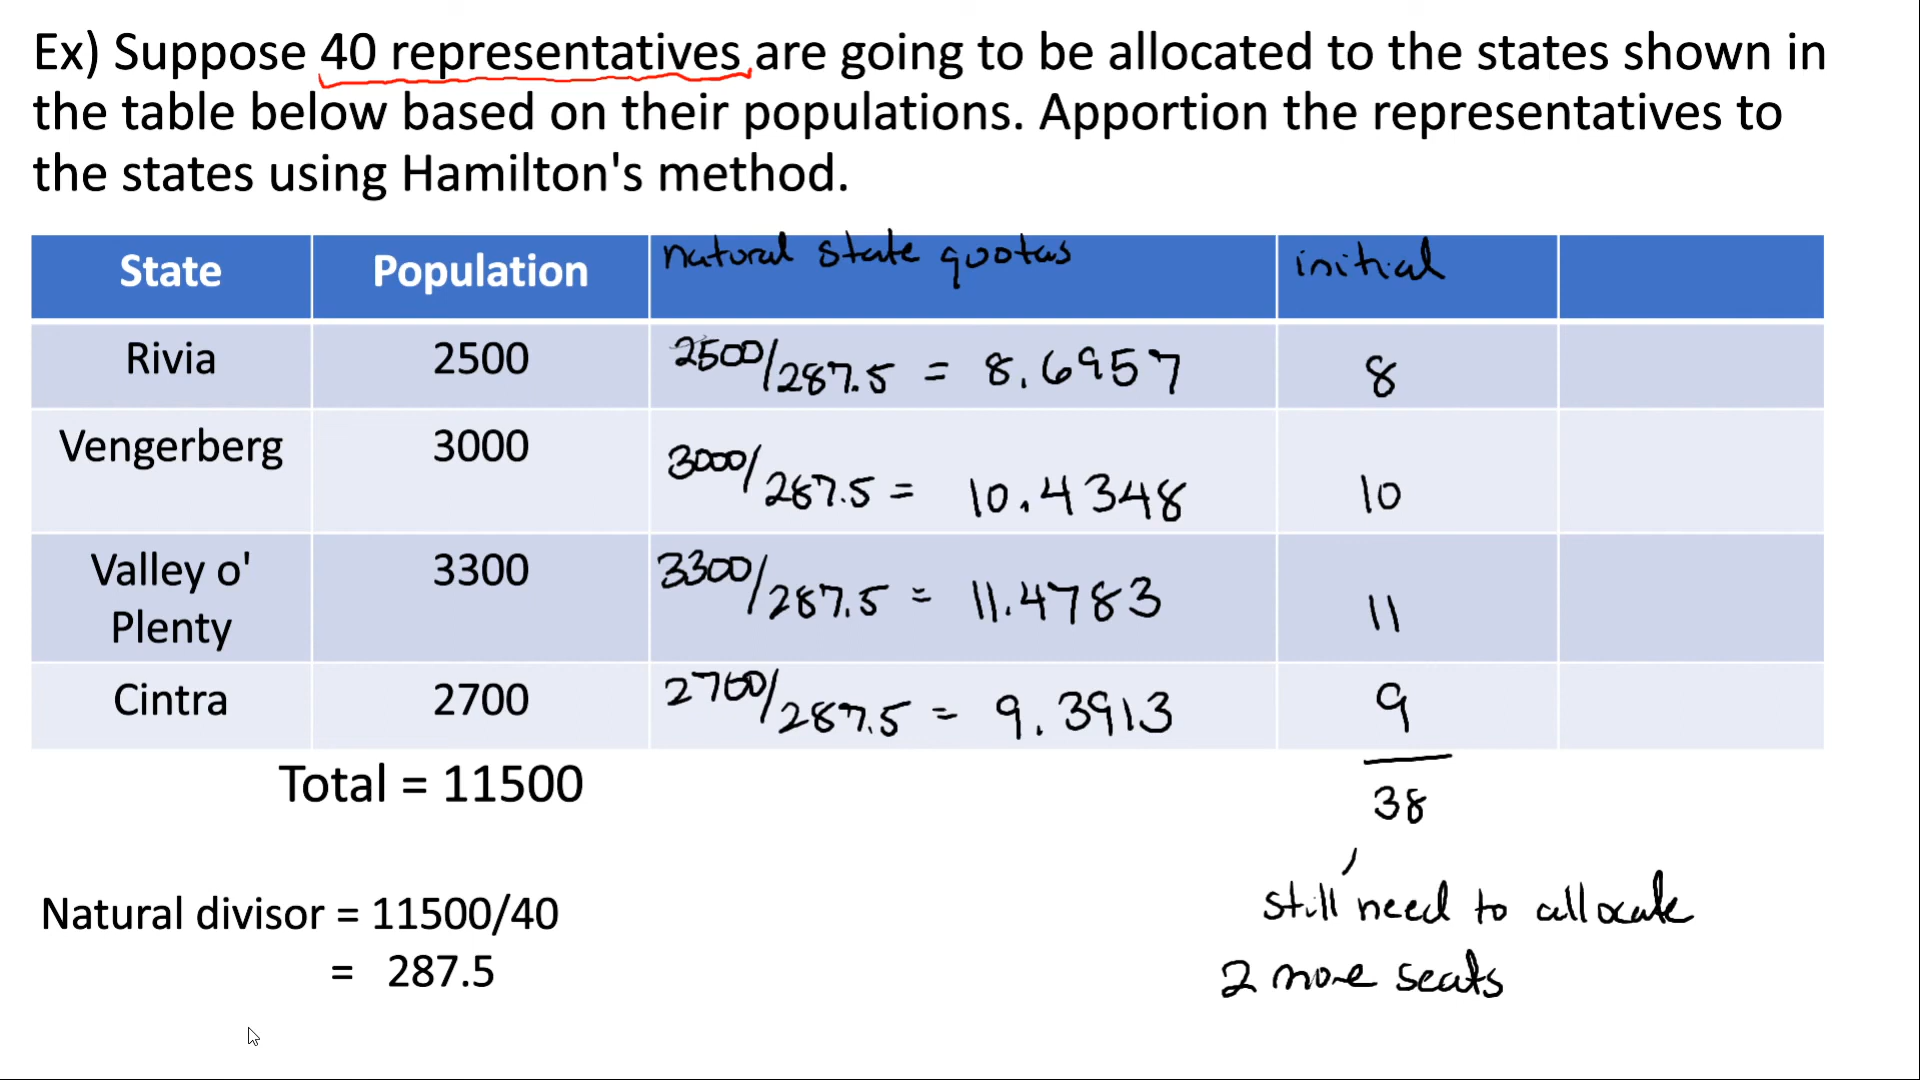 Ex) Suppose 40 representatives are going to be allocated to the states shown in
the table below based on their populations. Apportion the representatives to
the states using Hamilton's method.
State Population natural state quotas initial
Rivia 2500 2500/287.5 = 8.6957 8
Vengerberg 3000 3000/287.5 = 10.4348 10
Valley o'
Plenty 3300 3300/287.5 = 11.4783 11
Cintra 2700 2700/287.5 = 9.3913 9
Total = 11500
38
Natural divisor = 11500/40
= 287.5
still need to allocate
2 more seats